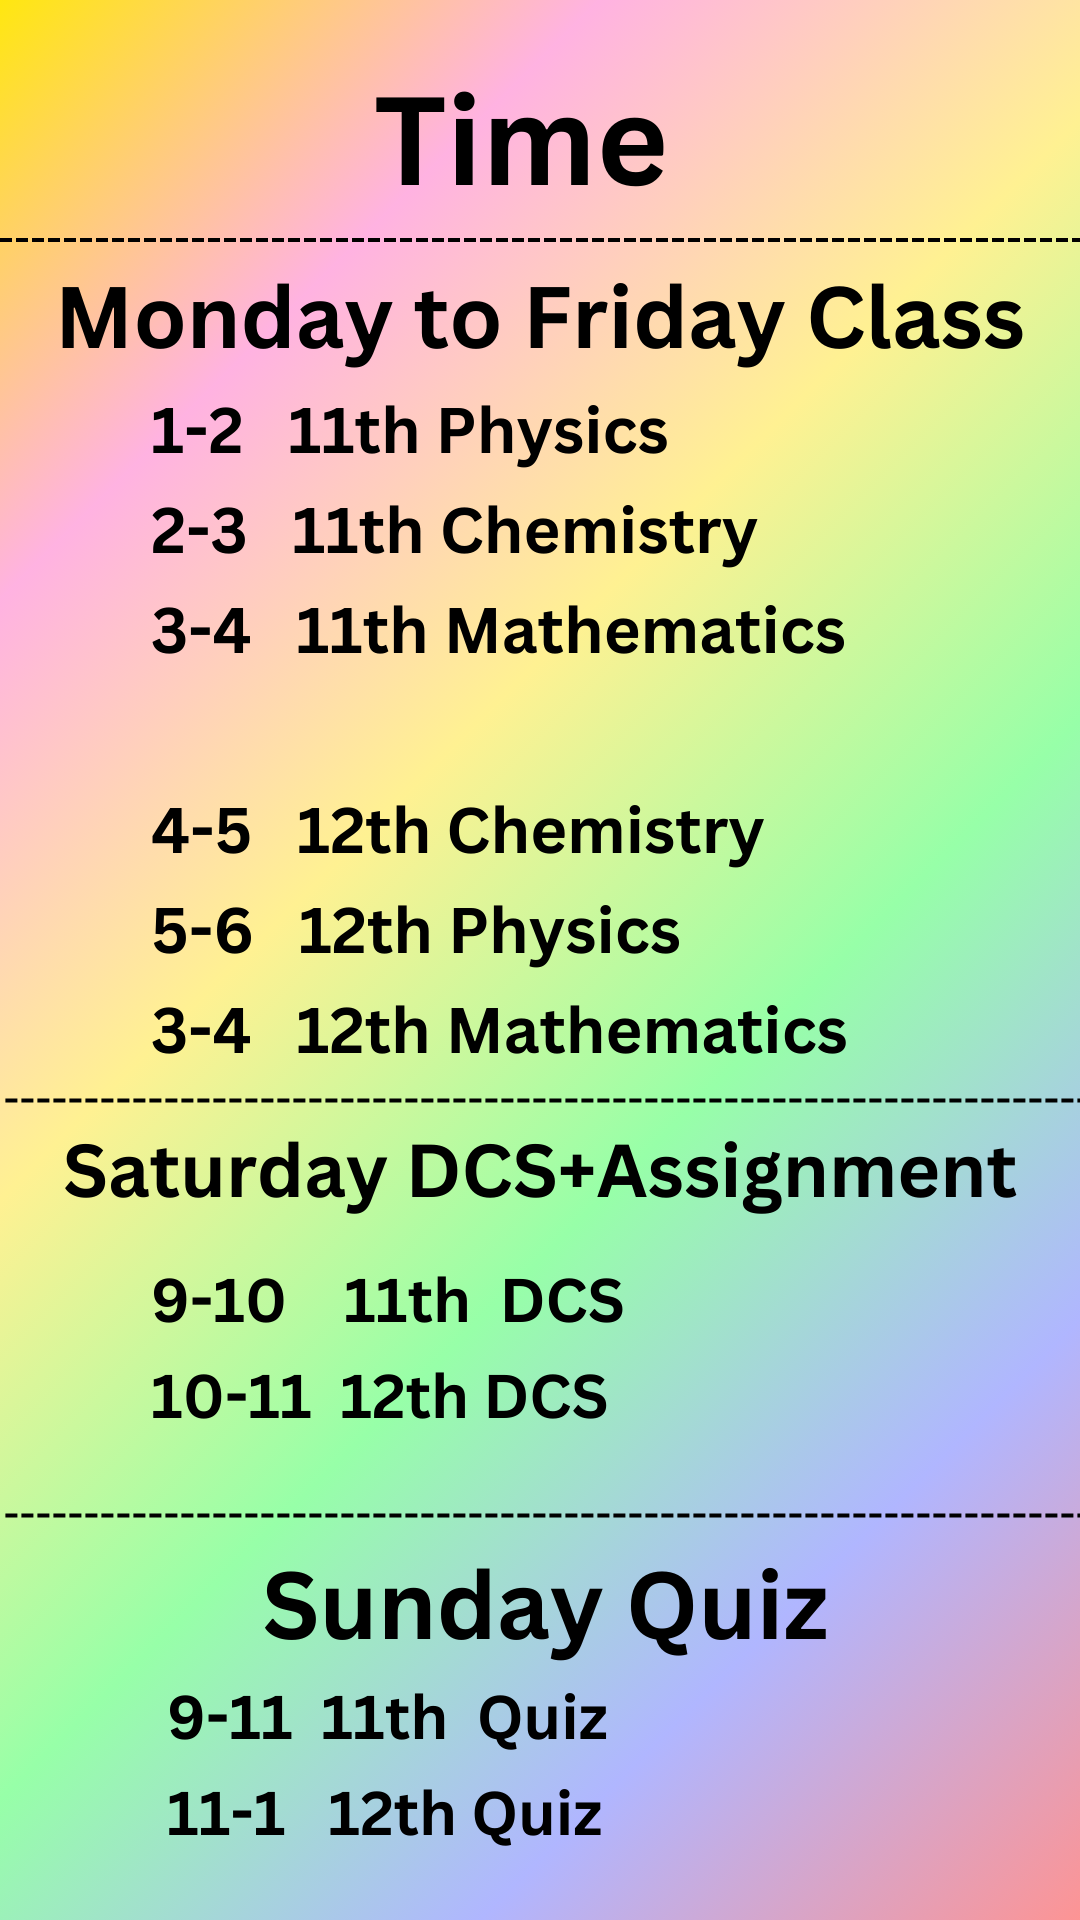 Time
Monday to Friday Class
1-2 11th Physics
2-3 11th Chemistry
3-4 11th Mathematics
4-5 12th Chemistry
5-6 12th Physics
3-4 12th Mathematics
Saturday DCS+Assignment
9-10 11th DCS
10-11 12th DCS
Sunday Quiz
9-11 11th Quiz
11-1 12th Quiz